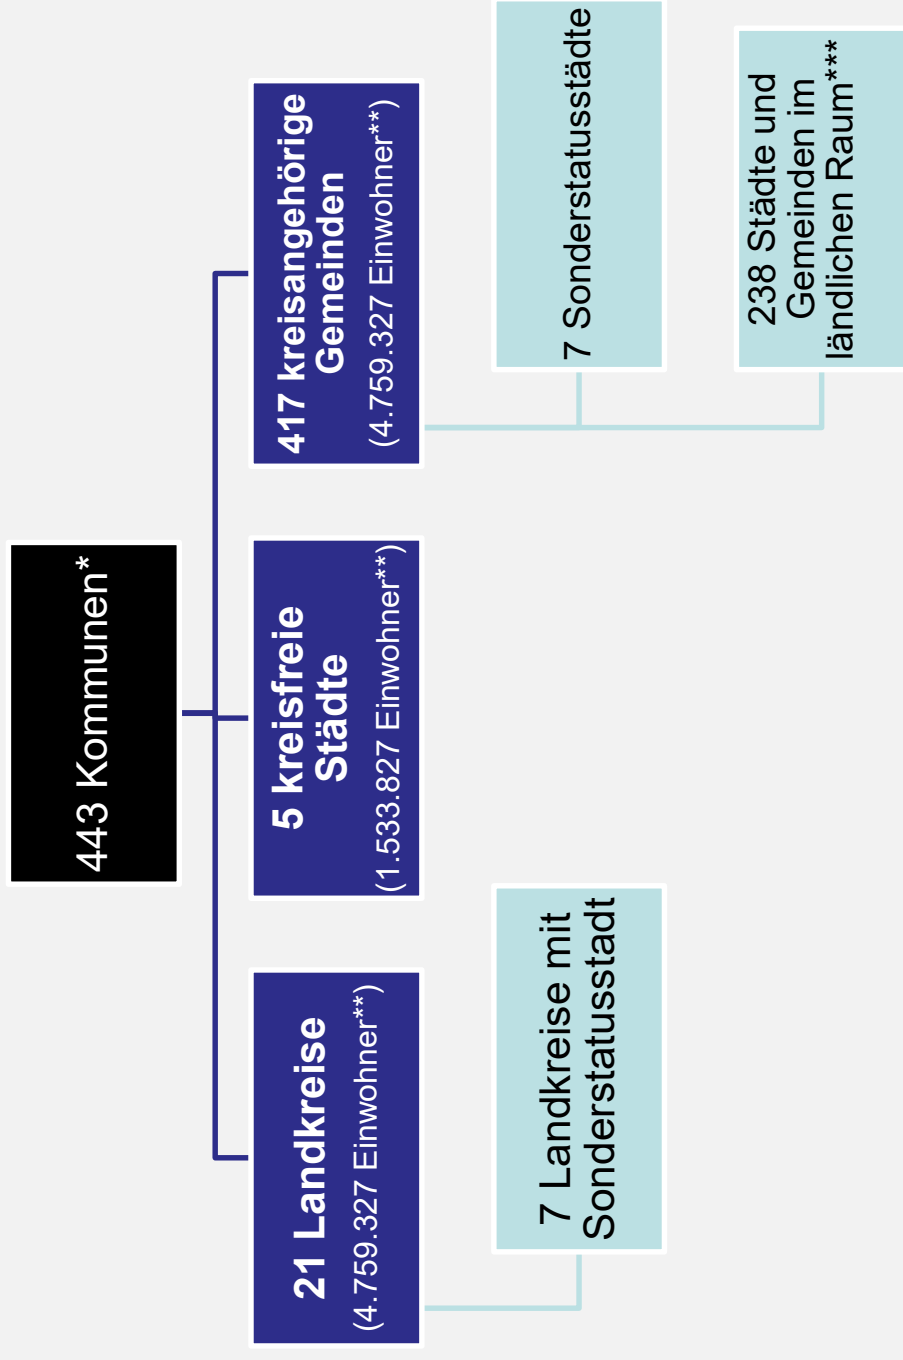 443 Kommunen*
21 Landkreise
(4.759.327 Einwohner**)
5 kreisfreie
Städte
(1.533.827 Einwohner**)
417 kreisangehörige
Gemeinden
(4.759.327 Einwohner**)
7 Landkreise mit
Sonderstatusstadt
7 Sonderstatusstädte
238 Städte und
Gemeinden im
ländlichen Raum***